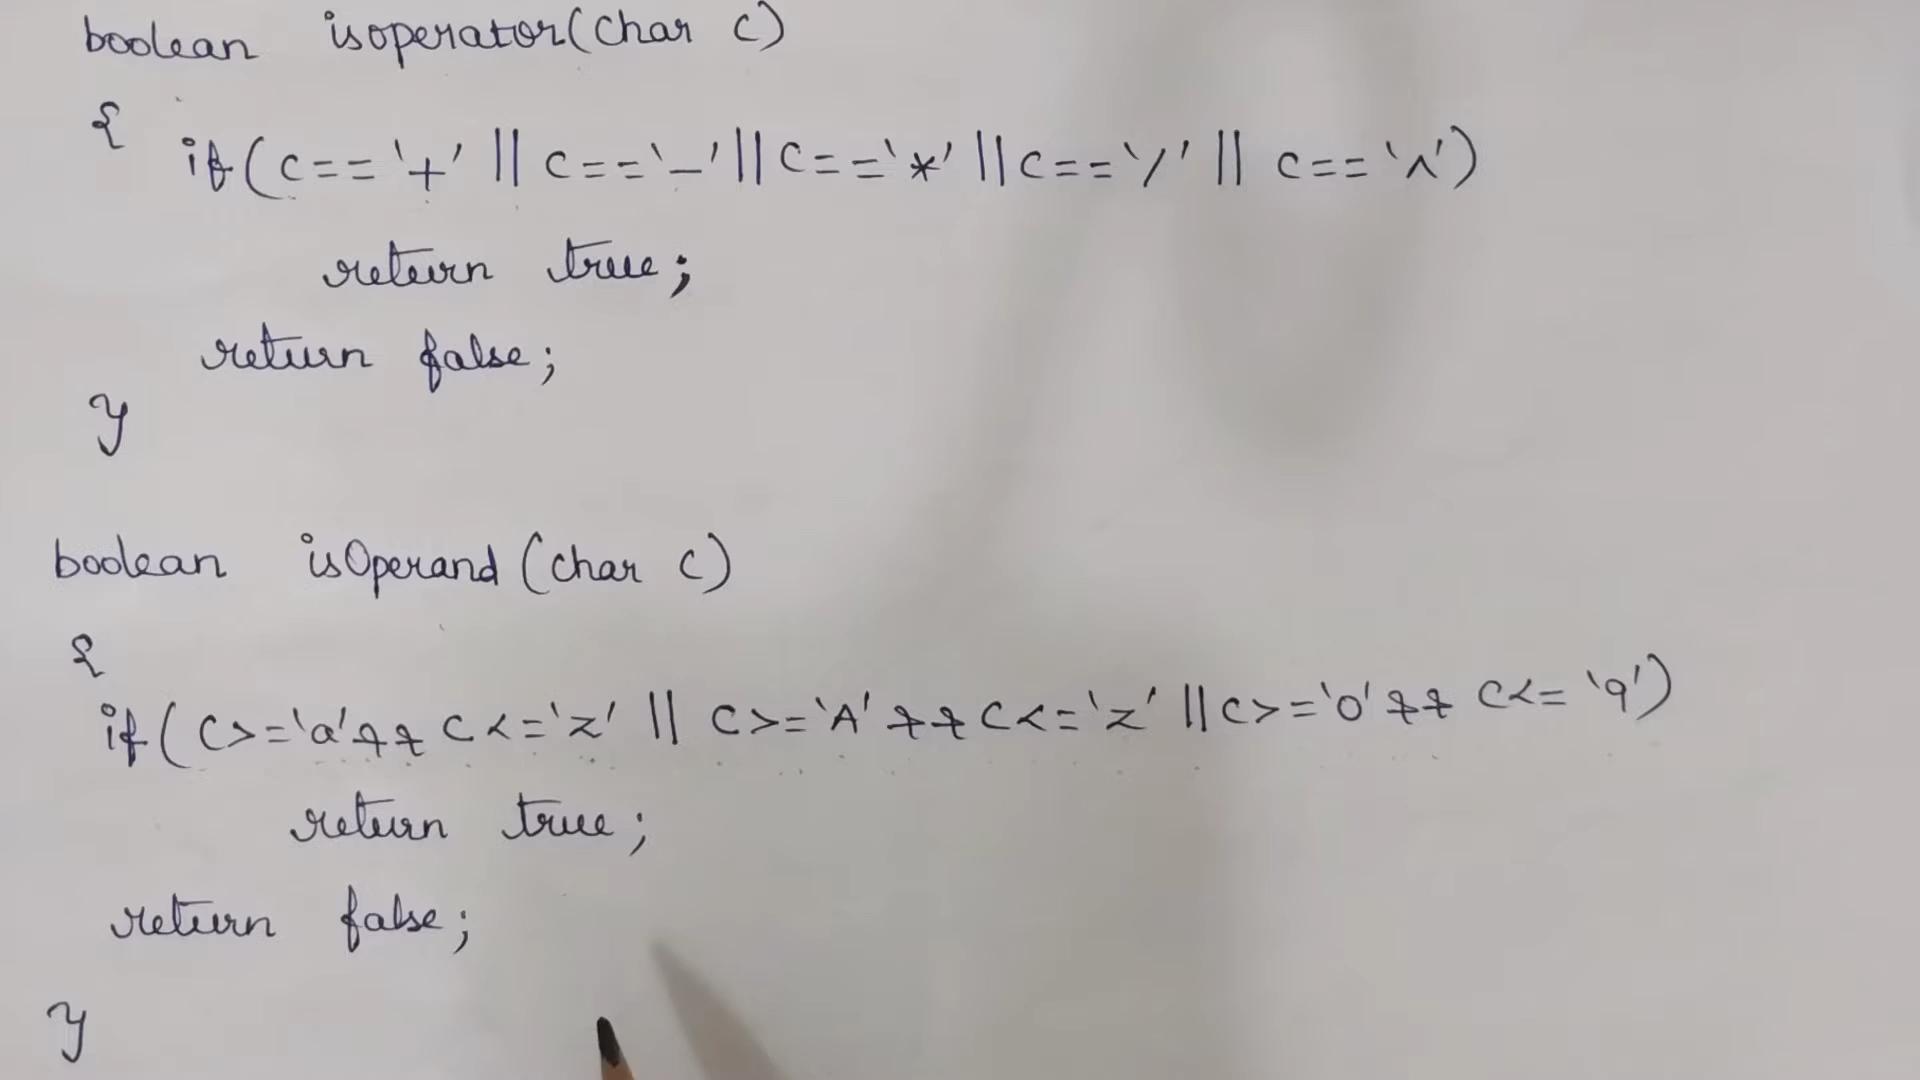 boolean isoperator(char c)
{ if(c=='+' || c=='-' || c=='*' || c=='/' || c=='^')
return true;
return false;
}
boolean isOperand (char c)
{
if( c>='a' && c<='z' || c>='A' && c<='z' || c>='0' && c<= '9')
return true;
return false;
}